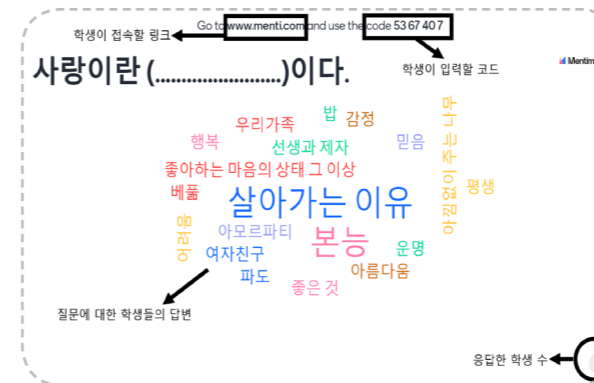 Go to www.menti.com and use the code 53 67 40 7
학생이 접속할 링크
학생이 입력할 코드
Mentim
사랑이란 (..........................)이다.
밥
감정
우리가족
행복
선생과 제자
믿음
아낌없이 주는 나무
좋아하는 마음의 상태 그 이상
평생
베풂
살아가는 이유
어려움
아모르파티
본능
운명
여자친구
파도
아름다움
좋은 것
질문에 대한 학생들의 답변
응답한 학생 수